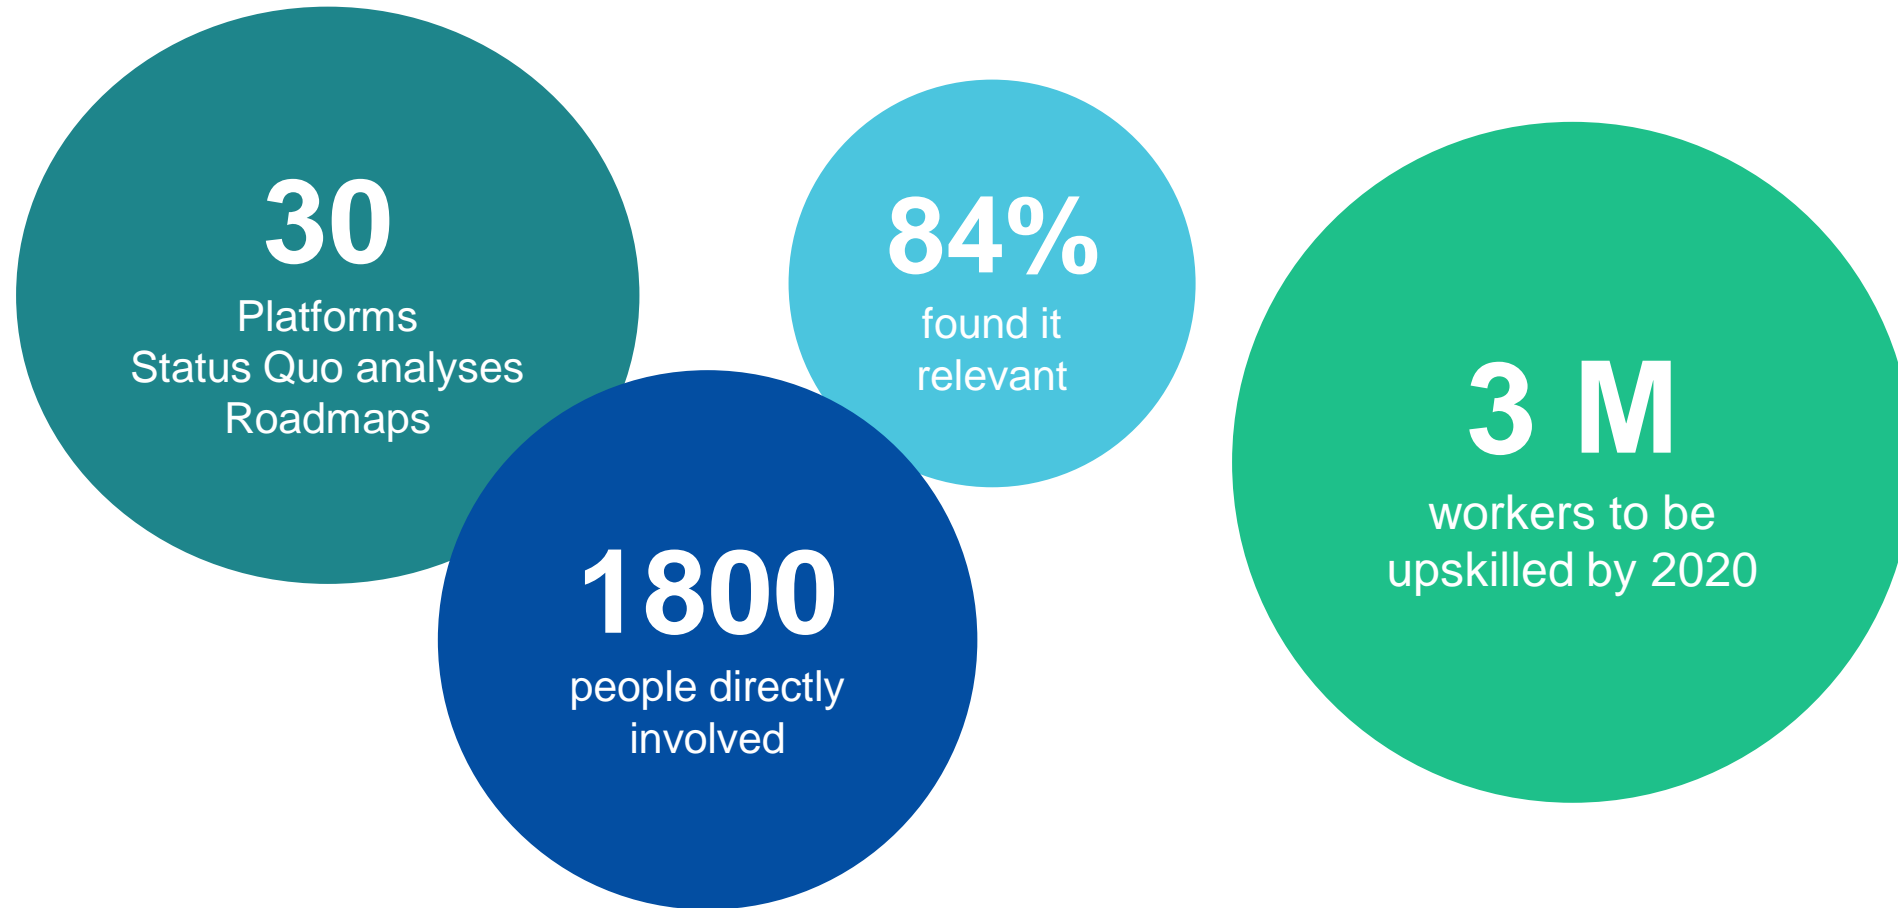 30
Platforms
Status Quo analyses
Roadmaps
84%
found it
relevant
1800
people directly
involved
3 M
workers to be
upskilled by 2020